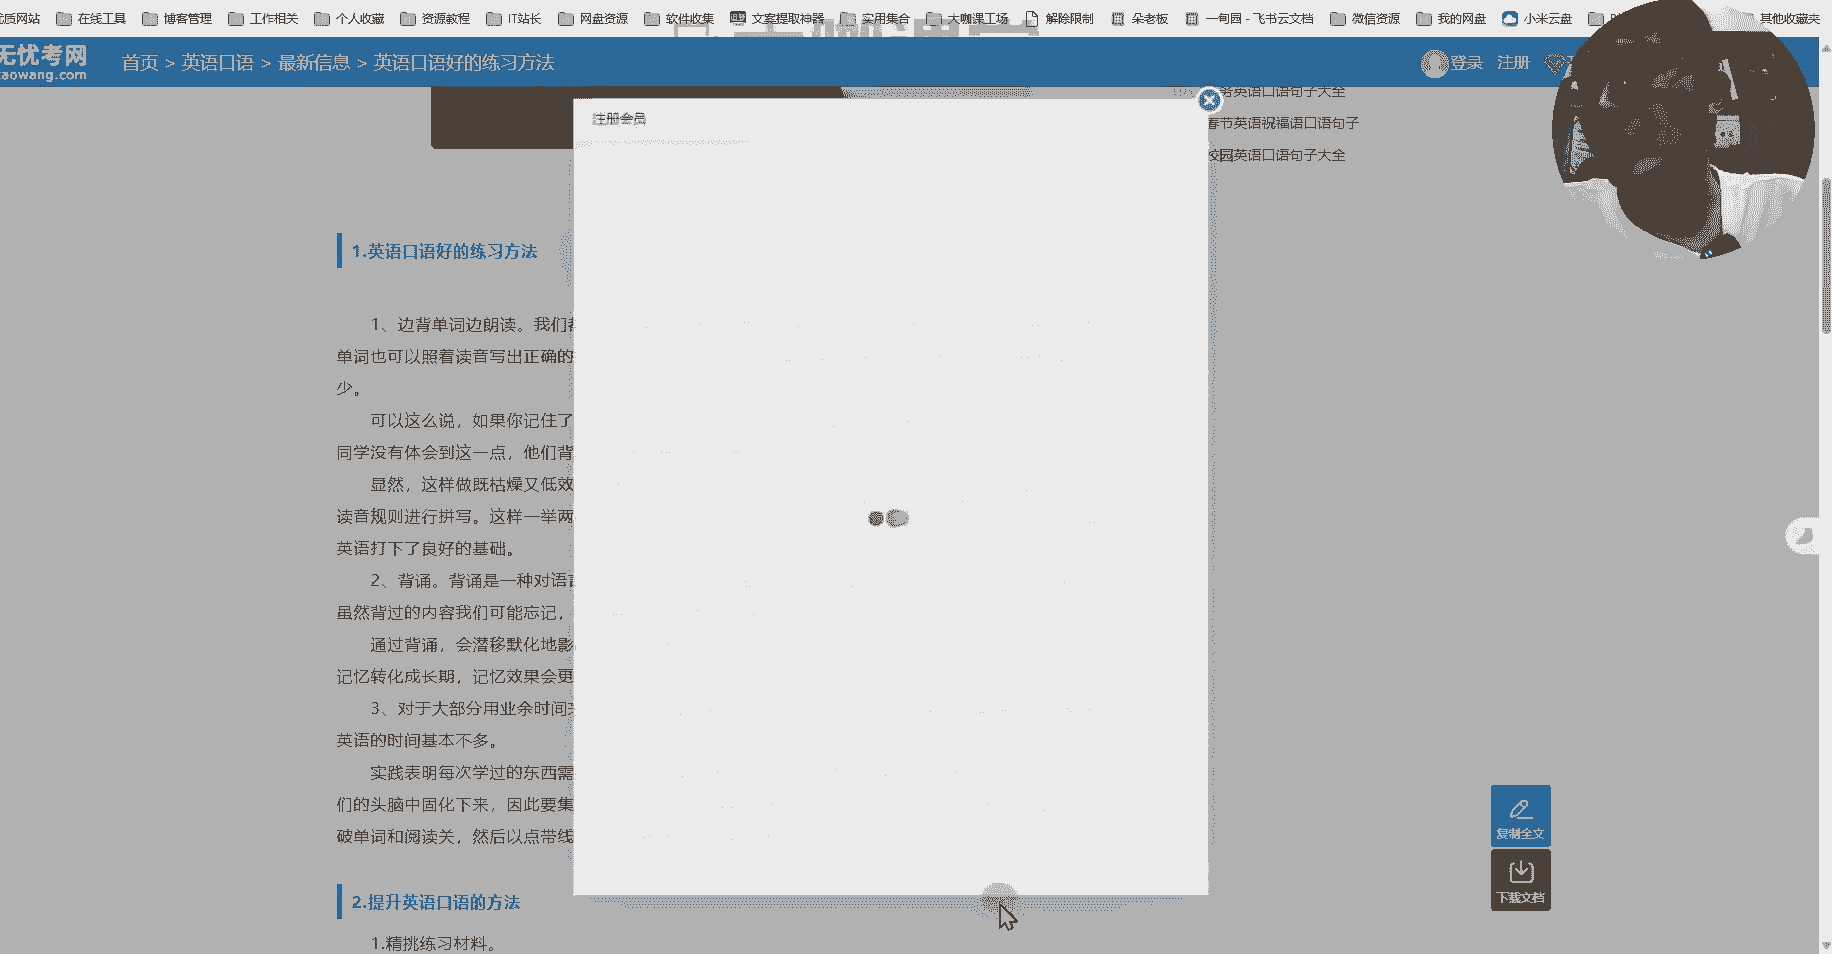 优质网站 在线工具 博客管理 工作相关 个人收藏 资源教程 IT站长 网盘资源 软件收集 文案提取神器 实用集合 大咖课工场 解除限制 朵老板 一甸园 - 飞书云文档 微信资源 我的网盘 小米云盘 其他收藏夹
无忧考网
aowang.com
首页 > 英语口语 > 最新信息 > 英语口语好的练习方法
登录 注册
务英语口语句子大全
注册会员
春节英语祝福语口语句子
校园英语口语句子大全
1.英语口语好的练习方法
1、边背单词边朗读。我们
单词也可以照着读音写出正确的
少。
可以这么说，如果你记住了
同学没有体会到这一点，他们背
显然，这样做既枯燥又低效
读音规则进行拼写。这样一举两
英语打下了良好的基础。
2、背诵。背诵是一种对语
虽然背过的内容我们可能忘记，
通过背诵，会潜移默化地影
记忆转化成长期，记忆效果会更
3、对于大部分用业余时间
英语的时间基本不多。
实践表明每次学过的东西需
们的头脑中固化下来，因此要集
破单词和阅读关，然后以点带线
复制全文
下载文档
2.提升英语口语的方法
1.精挑练习材料。